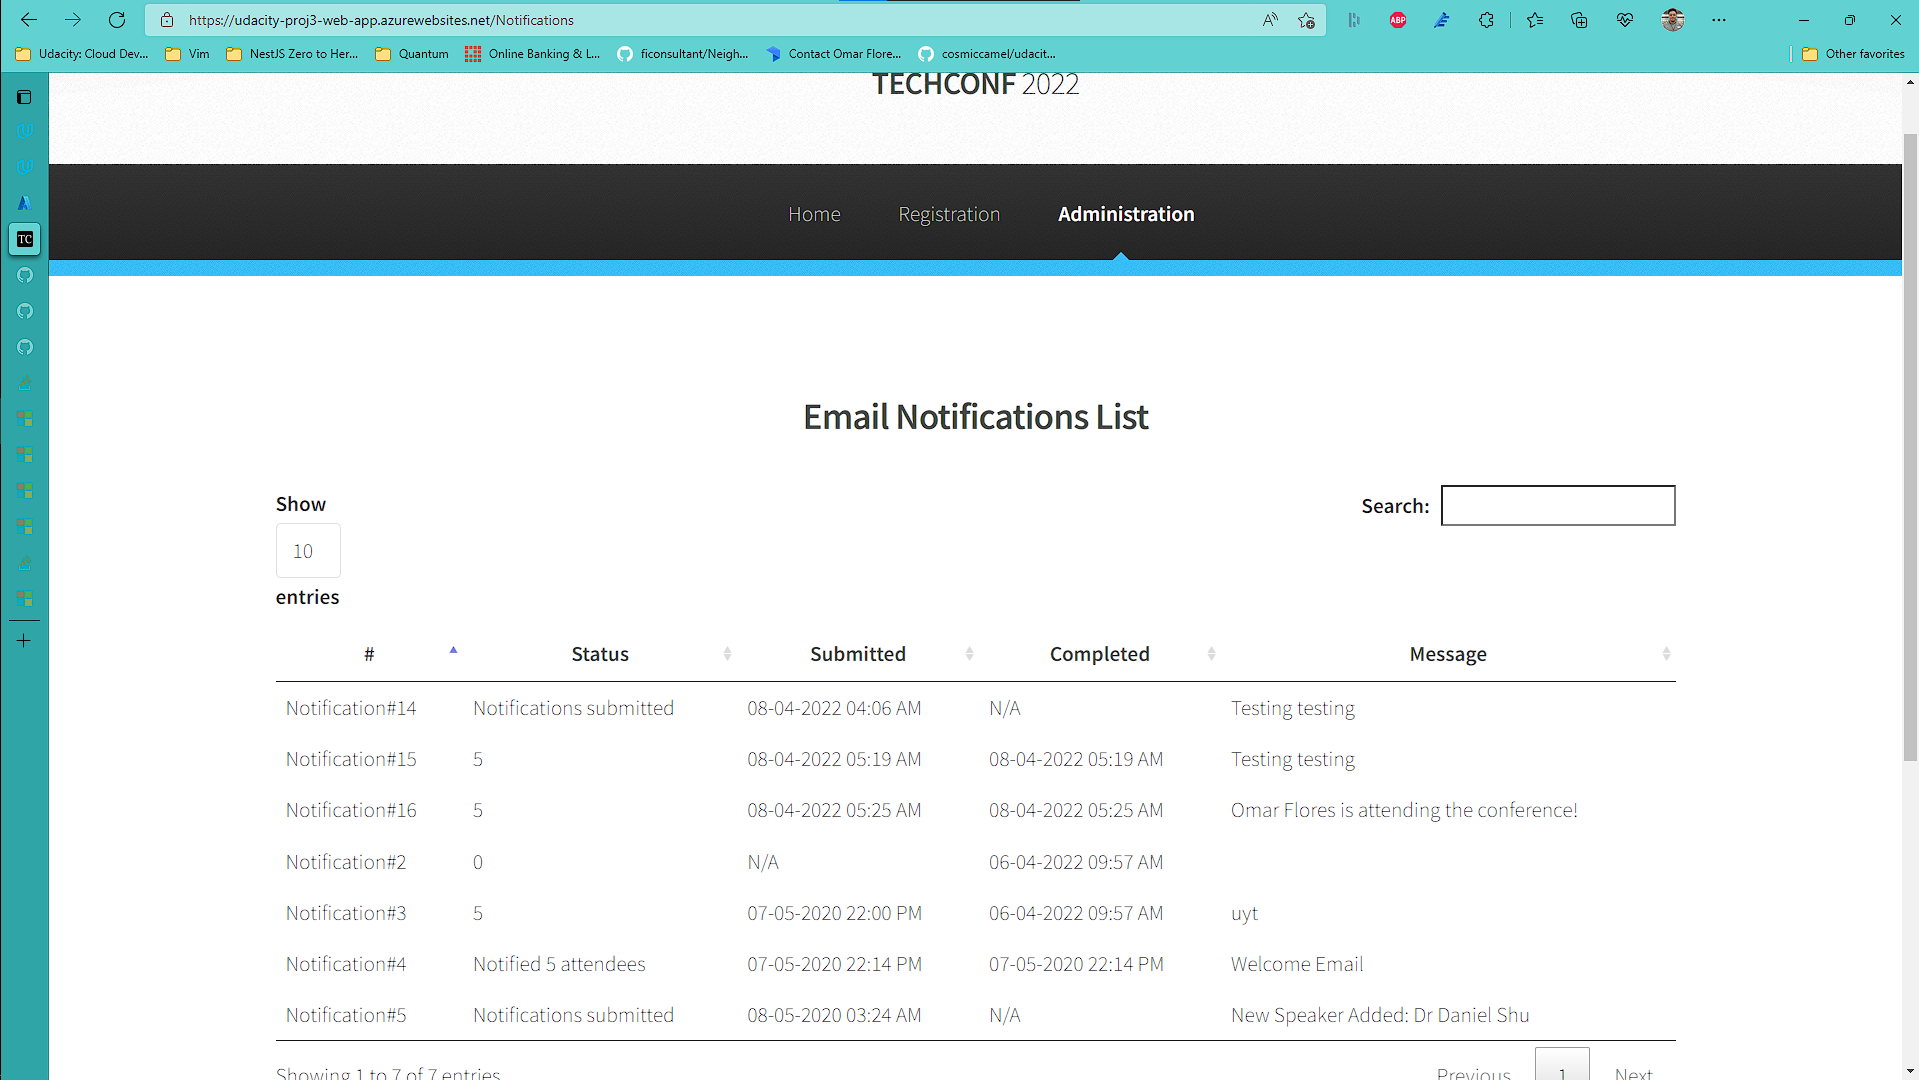 https://udacity-proj3-web-app.azurewebsites.net/Notifications
ABP
Udacity: Cloud Dev... Vim NestJS Zero to Her... Quantum Online Banking & L... ficonsultant/Neigh... Contact Omar Flore... cosmiccamel/udacit... Other favorites
TECHCONF 2022
TC
Home Registration Administration
Email Notifications List
Show
Search:
10
entries
# Status Submitted Completed Message
Notification#14 Notifications submitted 08-04-2022 04:06 AM N/A Testing testing
Notification#15 5 08-04-2022 05:19 AM 08-04-2022 05:19 AM Testing testing
Notification#16 5 08-04-2022 05:25 AM 08-04-2022 05:25 AM Omar Flores is attending the conference!
Notification#2 0 N/A 06-04-2022 09:57 AM
Notification#3 5 07-05-2020 22:00 PM 06-04-2022 09:57 AM uyt
Notification#4 Notified 5 attendees 07-05-2020 22:14 PM 07-05-2020 22:14 PM Welcome Email
Notification#5 Notifications submitted 08-05-2020 03:24 AM N/A New Speaker Added: Dr Daniel Shu
Showing 1 to 7 of 7 entries Previous 1 Next